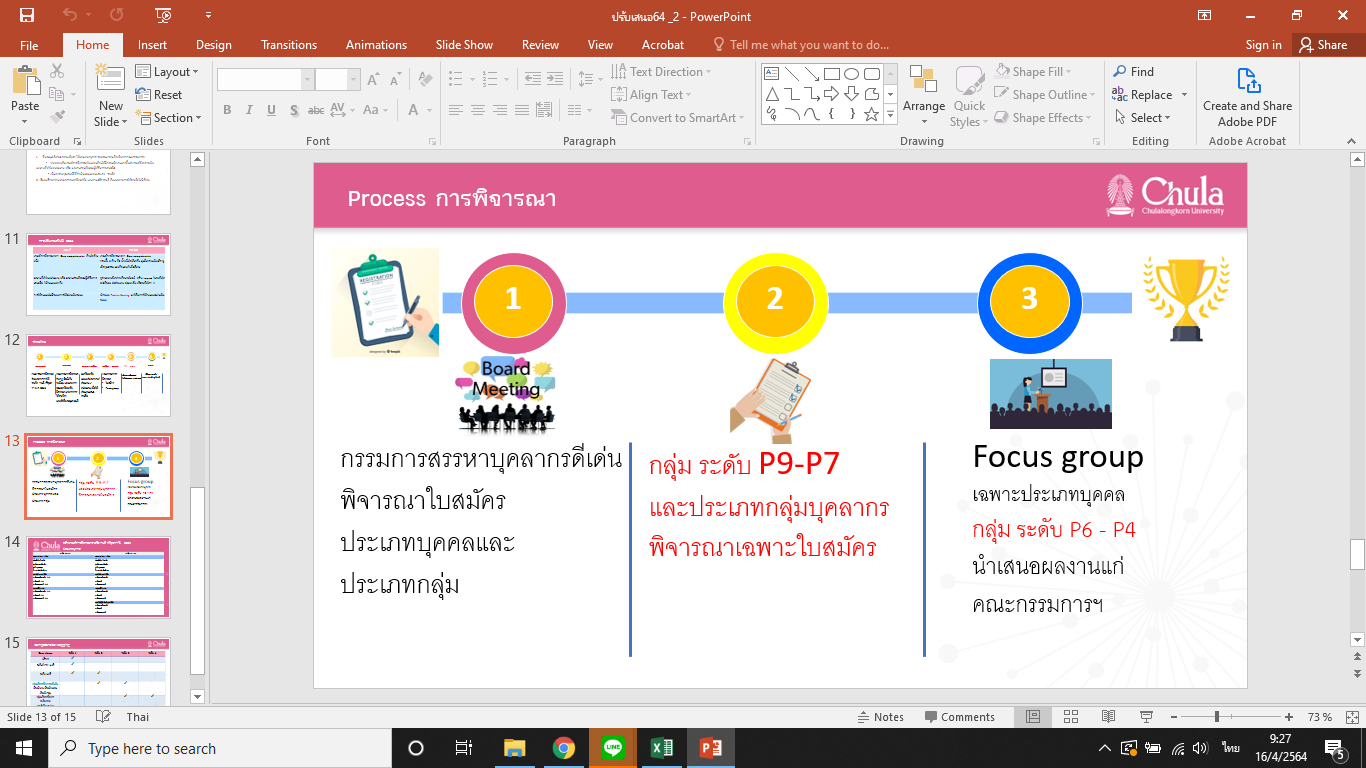 ปรับเสนอ64 _2 - PowerPoint
File Home Insert Design Transitions Animations Slide Show Review View Acrobat Tell me what you want to do... Sign in Share
Paste
New Slide
Layout
Reset
Section
B I U S abc AV Aa A
Text Direction
Align Text
Convert to SmartArt
Arrange
Quick Styles
Shape Fill
Shape Outline
Shape Effects
Find
Replace
Select
Create and Share Adobe PDF
Clipboard Slides Font Paragraph Drawing Editing Adobe Acrobat
11
12
13
14
15
Process การพิจารณา
Chula
Chulalongkorn University
REGISTRATION
1
2
3
Board
Meeting
กรรมการสรรหาบุคลากรดีเด่น
พิจารณาใบสมัคร
ประเภทบุคคลและ
ประเภทกลุ่ม
กลุ่ม ระดับ P9-P7
และประเภทกลุ่มบุคลากร
พิจารณาเฉพาะใบสมัคร
Focus group
เฉพาะประเภทบุคคล
กลุ่ม ระดับ P6 - P4
นำเสนอผลงานแก่
คณะกรรมการฯ
Slide 13 of 15 Thai Notes Comments 73 %
Type here to search
LINE
ไทย
9:27
16/4/2564
5